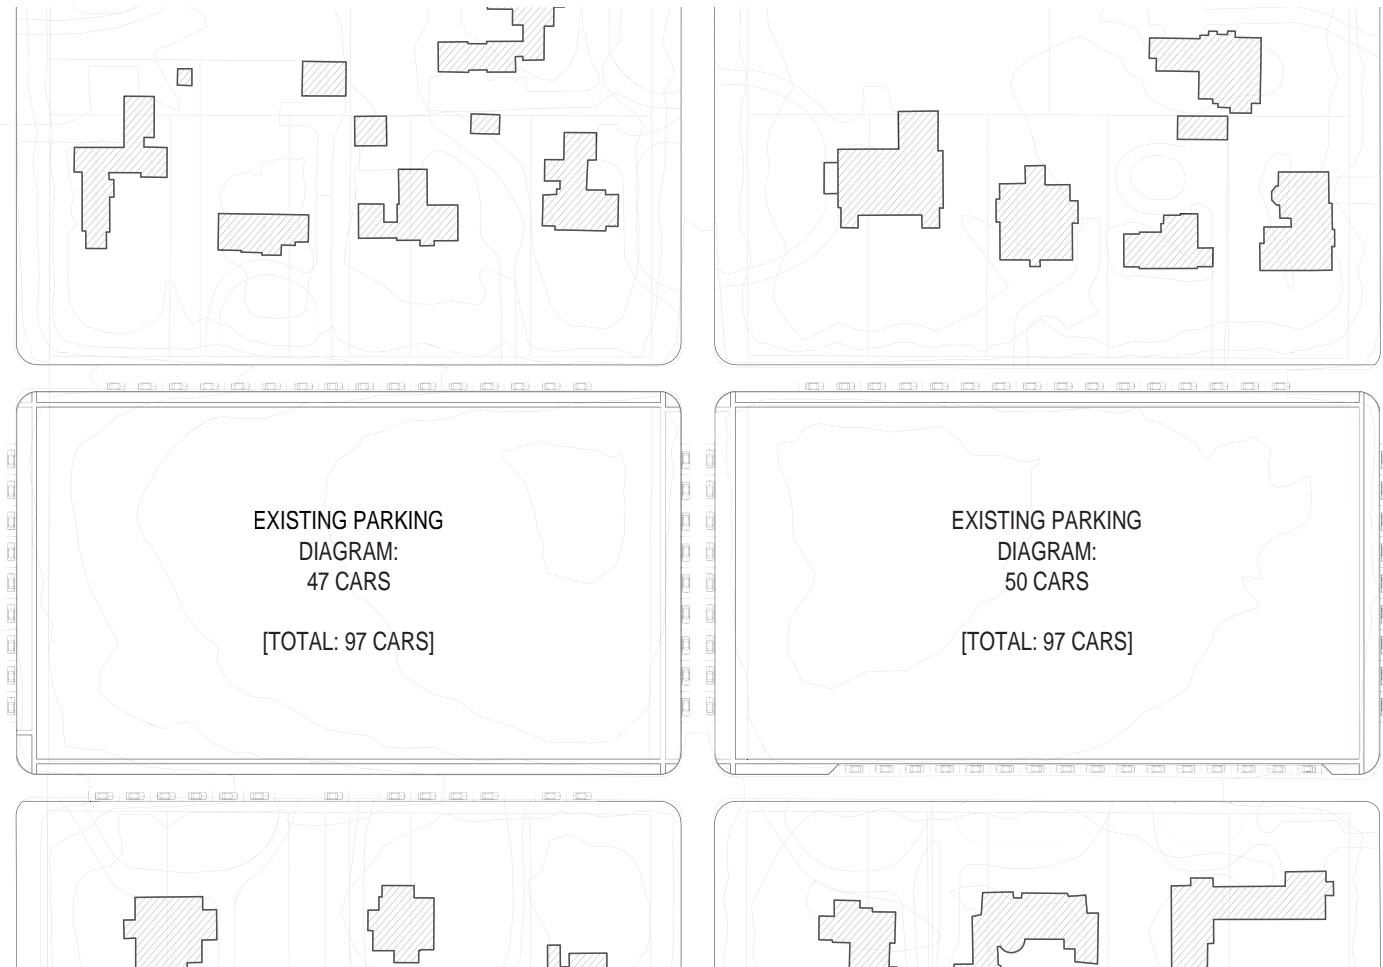 EXISTING PARKING
DIAGRAM:
47 CARS
[TOTAL: 97 CARS]
EXISTING PARKING
DIAGRAM:
50 CARS
[TOTAL: 97 CARS]